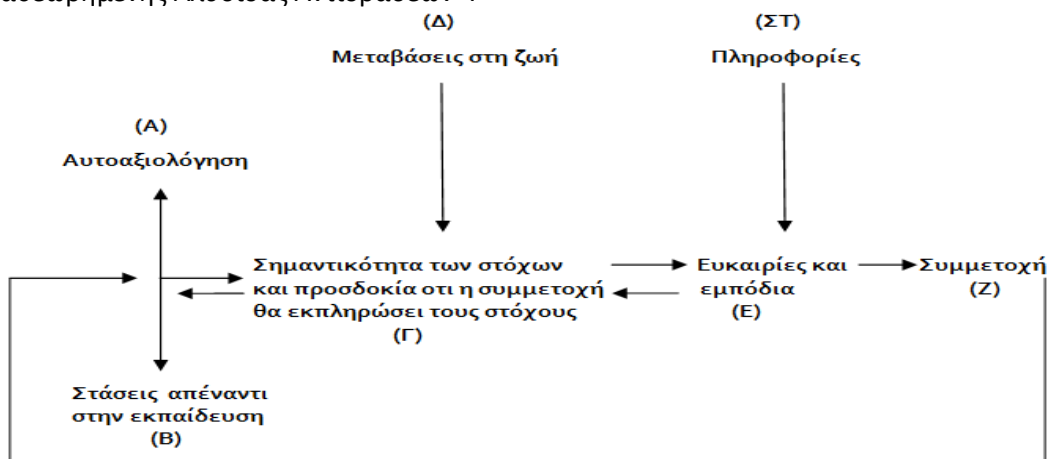 (Δ)
(ΣΤ)
Μεταβάσεις στη ζωή
Πληροφορίες
(Α)
Αυτοαξιολόγηση
Σημαντικότητα των στόχων
και προσδοκία οτι η συμμετοχή
θα εκπληρώσει τους στόχους
(Γ)
Ευκαιρίες και
εμπόδια
(Ε)
Συμμετοχή
(Ζ)
Στάσεις απέναντι
στην εκπαίδευση
(Β)